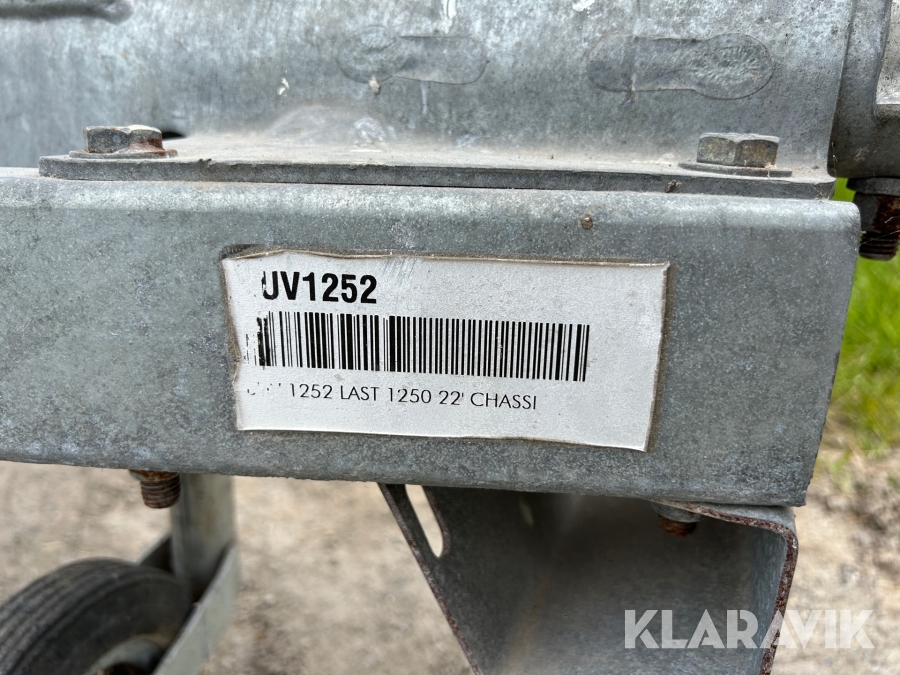 UV1252
1252 LAST 1250 22' CHASSI
KLARAVIK